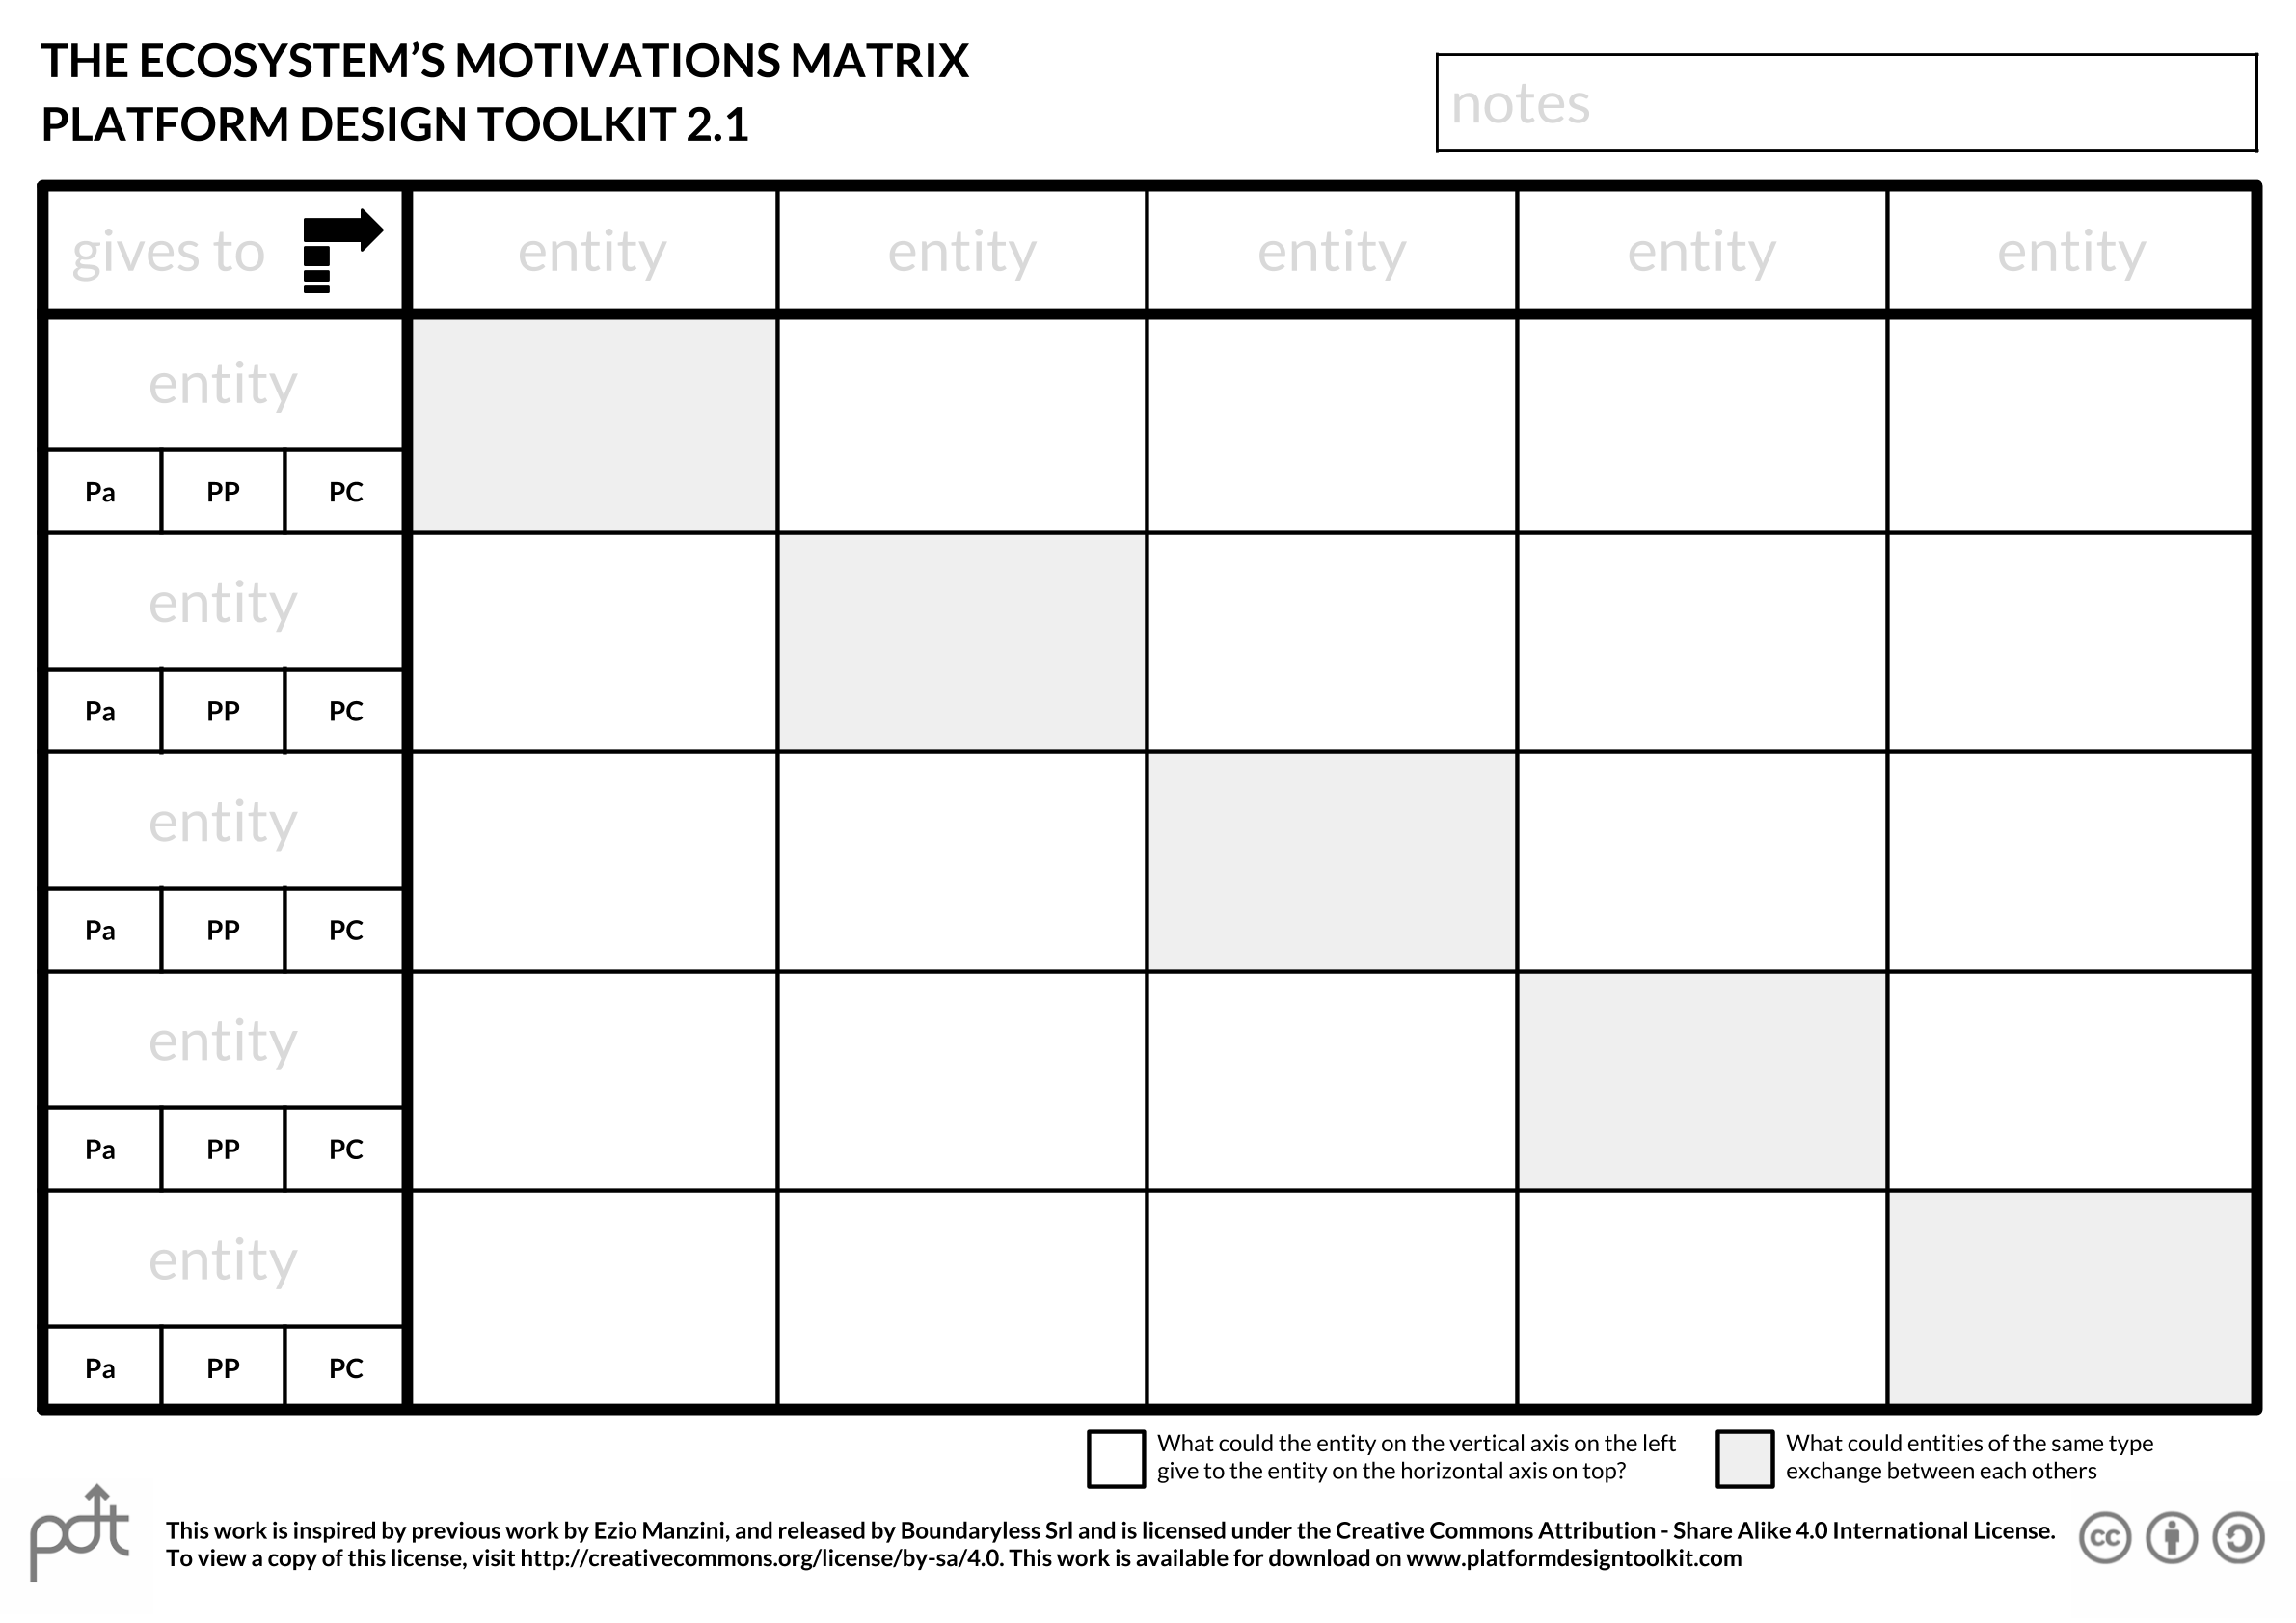 THE ECOSYSTEM’S MOTIVATIONS MATRIX
PLATFORM DESIGN TOOLKIT 2.1
notes
gives to
entity entity entity entity entity
entity
Pa PP PC
entity
Pa PP PC
entity
Pa PP PC
entity
Pa PP PC
entity
Pa PP PC
What could the entity on the vertical axis on the left
give to the entity on the horizontal axis on top?
What could entities of the same type
exchange between each others
pdt
This work is inspired by previous work by Ezio Manzini, and released by Boundaryless Srl and is licensed under the Creative Commons Attribution - Share Alike 4.0 International License.
To view a copy of this license, visit http://creativecommons.org/license/by-sa/4.0. This work is available for download on www.platformdesigntoolkit.com
cc